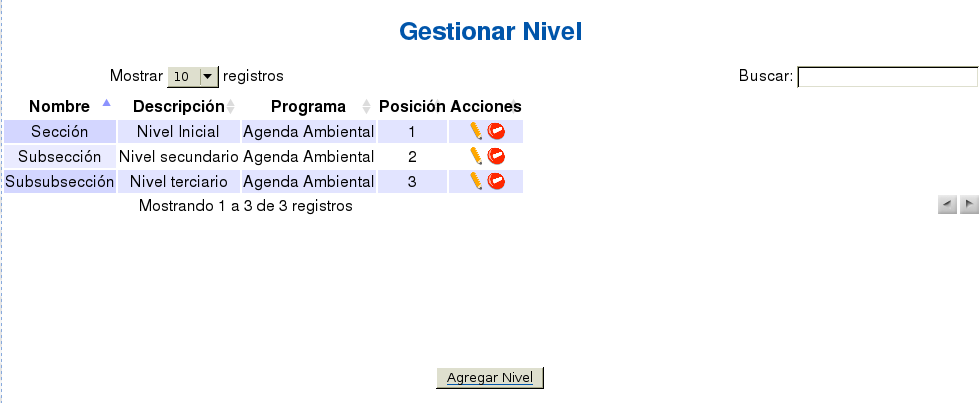 Gestionar Nivel
Mostrar 10 registros Buscar:
Nombre Descripción Programa Posición Acciones
Sección Nivel Inicial Agenda Ambiental 1
Subsección Nivel secundario Agenda Ambiental 2
Subsubsección Nivel terciario Agenda Ambiental 3
Mostrando 1 a 3 de 3 registros
Agregar Nivel